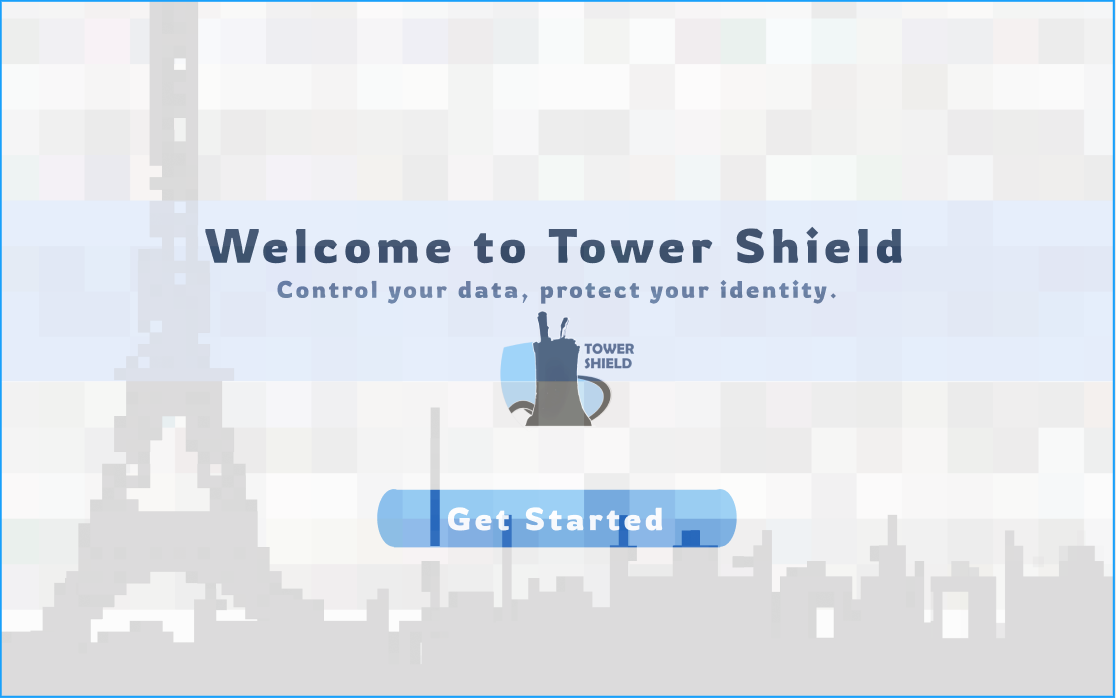 Welcome to Tower Shield
Control your data, protect your identity.
TOWER
SHIELD
Get Started